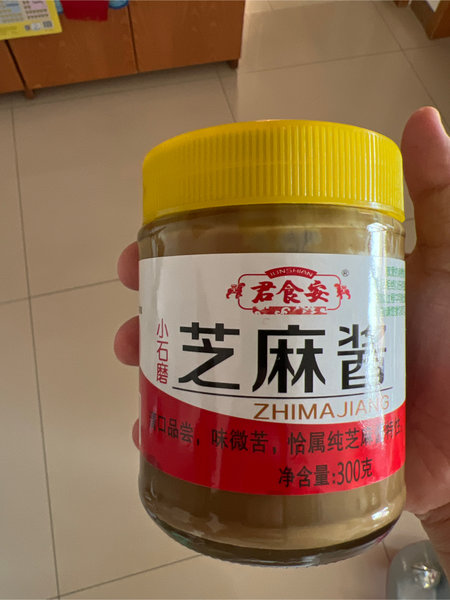 JUNSHIAN
君食安®
小石磨
芝麻酱
ZHIMAJIANG
口品尝，味微苦，恰属纯芝麻
净含量:300克